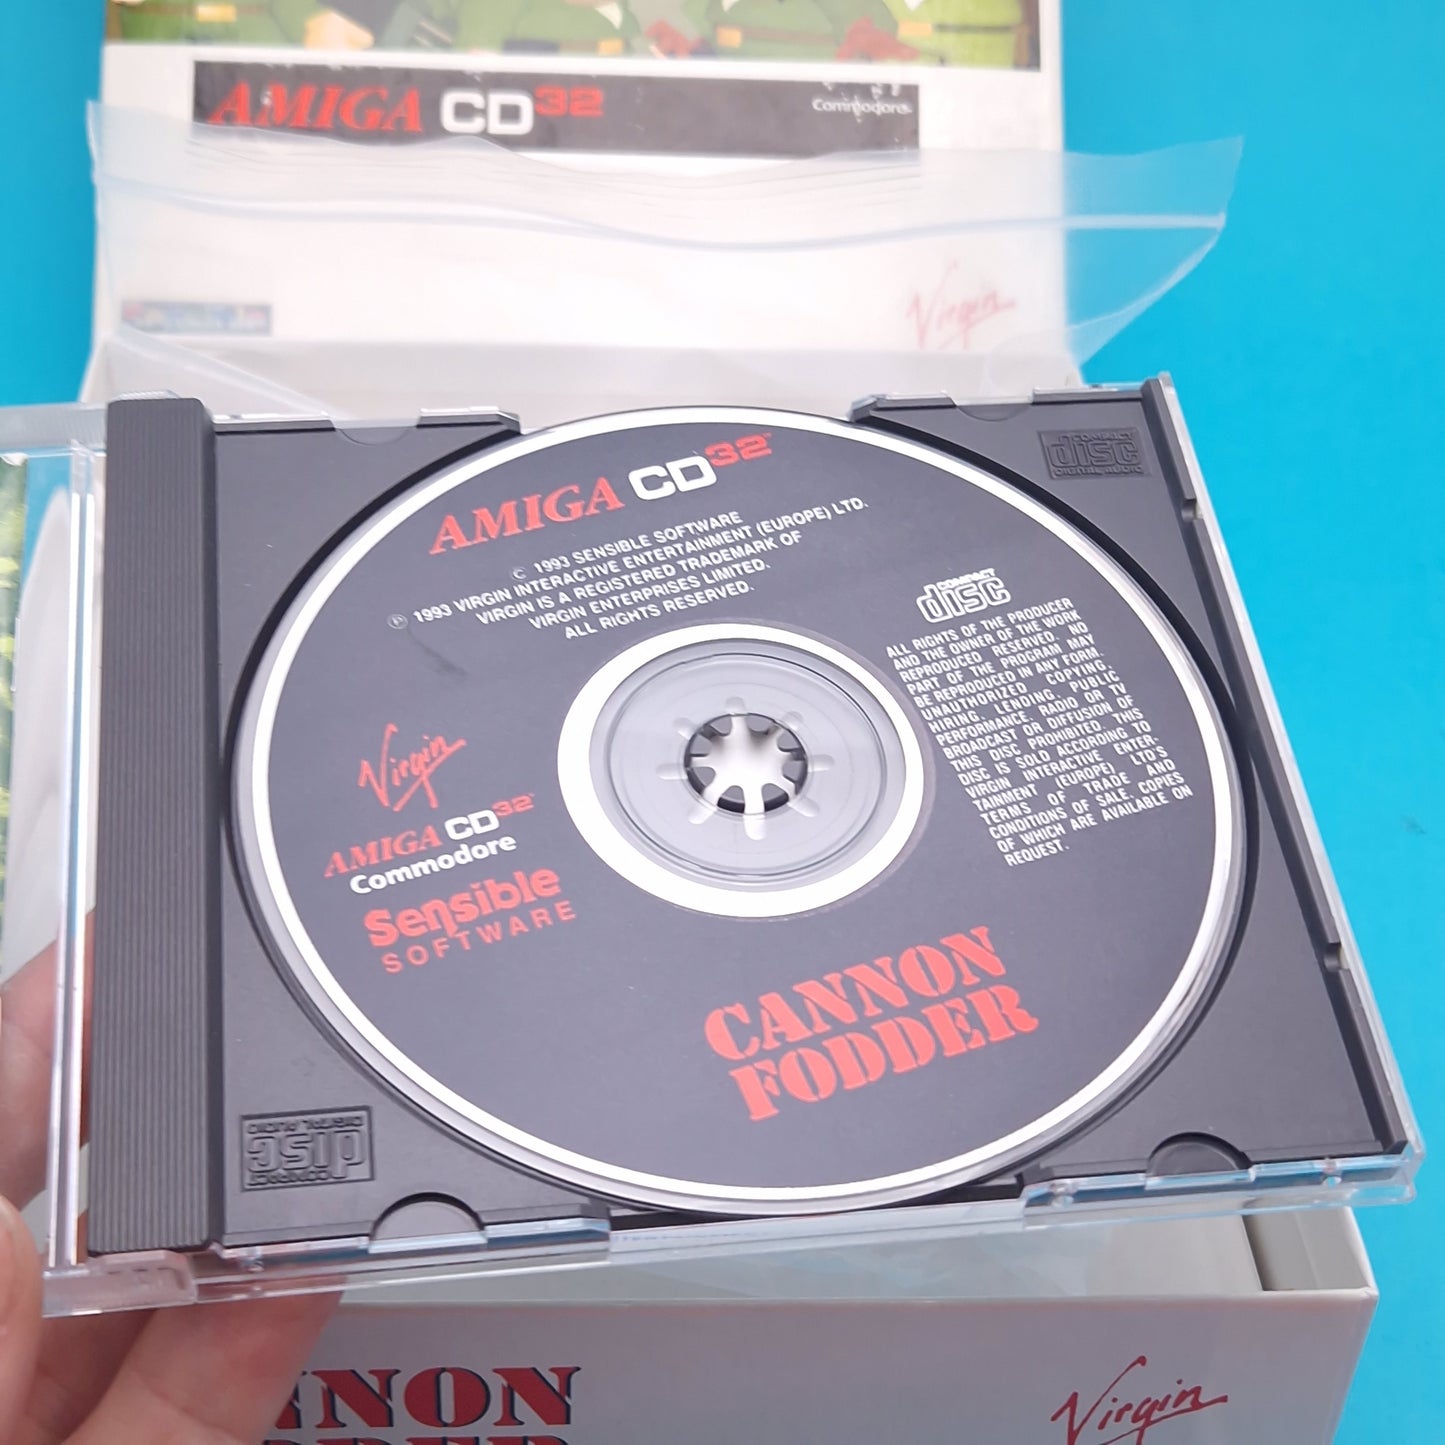 AMIGA CD32
Commodore
Virgin
COMPACT
disc
DIGITAL AUDIO
AMIGA CD32™
© 1993 SENSIBLE SOFTWARE
℗ 1993 VIRGIN INTERACTIVE ENTERTAINMENT (EUROPE) LTD.
VIRGIN IS A REGISTERED TRADEMARK OF
VIRGIN ENTERPRISES LIMITED.
ALL RIGHTS RESERVED.
COMPACT
disc
ALL RIGHTS OF THE PRODUCER
AND THE OWNER OF THE WORK
REPRODUCED RESERVED. NO
PART OF THE PROGRAM MAY
BE REPRODUCED IN ANY FORM.
UNAUTHORIZED COPYING,
HIRING, LENDING, PUBLIC
PERFORMANCE, RADIO OR TV
BROADCAST OR DIFFUSION OF
THIS DISC PROHIBITED. THIS
DISC IS SOLD ACCORDING TO
VIRGIN INTERACTIVE ENTER-
TAINMENT (EUROPE) LTD'S
TERMS OF TRADE AND
CONDITIONS OF SALE. COPIES
OF WHICH ARE AVAILABLE ON
REQUEST.
Virgin
AMIGA CD32™
Commodore
Sensible
SOFTWARE
CANNON
FODDER
COMPACT
disc
DIGITAL AUDIO
NNON
Virgin